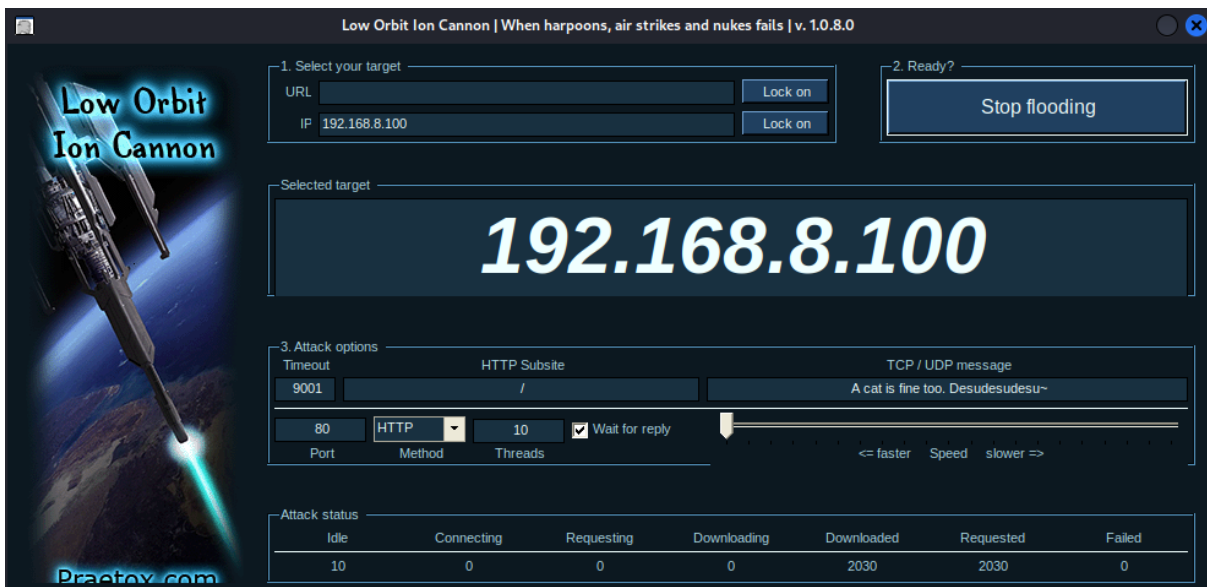 Low Orbit Ion Cannon | When harpoons, air strikes and nukes fails | v. 1.0.8.0
Low Orbit
Ion Cannon
Praetox.com
1. Select your target
URL Lock on
IP 192.168.8.100 Lock on
2. Ready?
Stop flooding
Selected target
192.168.8.100
3. Attack options
Timeout HTTP Subsite TCP / UDP message
9001 / A cat is fine too. Desudesudesu~
80 HTTP 10 Wait for reply
Port Method Threads <= faster Speed slower =>
Attack status
Idle Connecting Requesting Downloading Downloaded Requested Failed
10 0 0 0 2030 2030 0